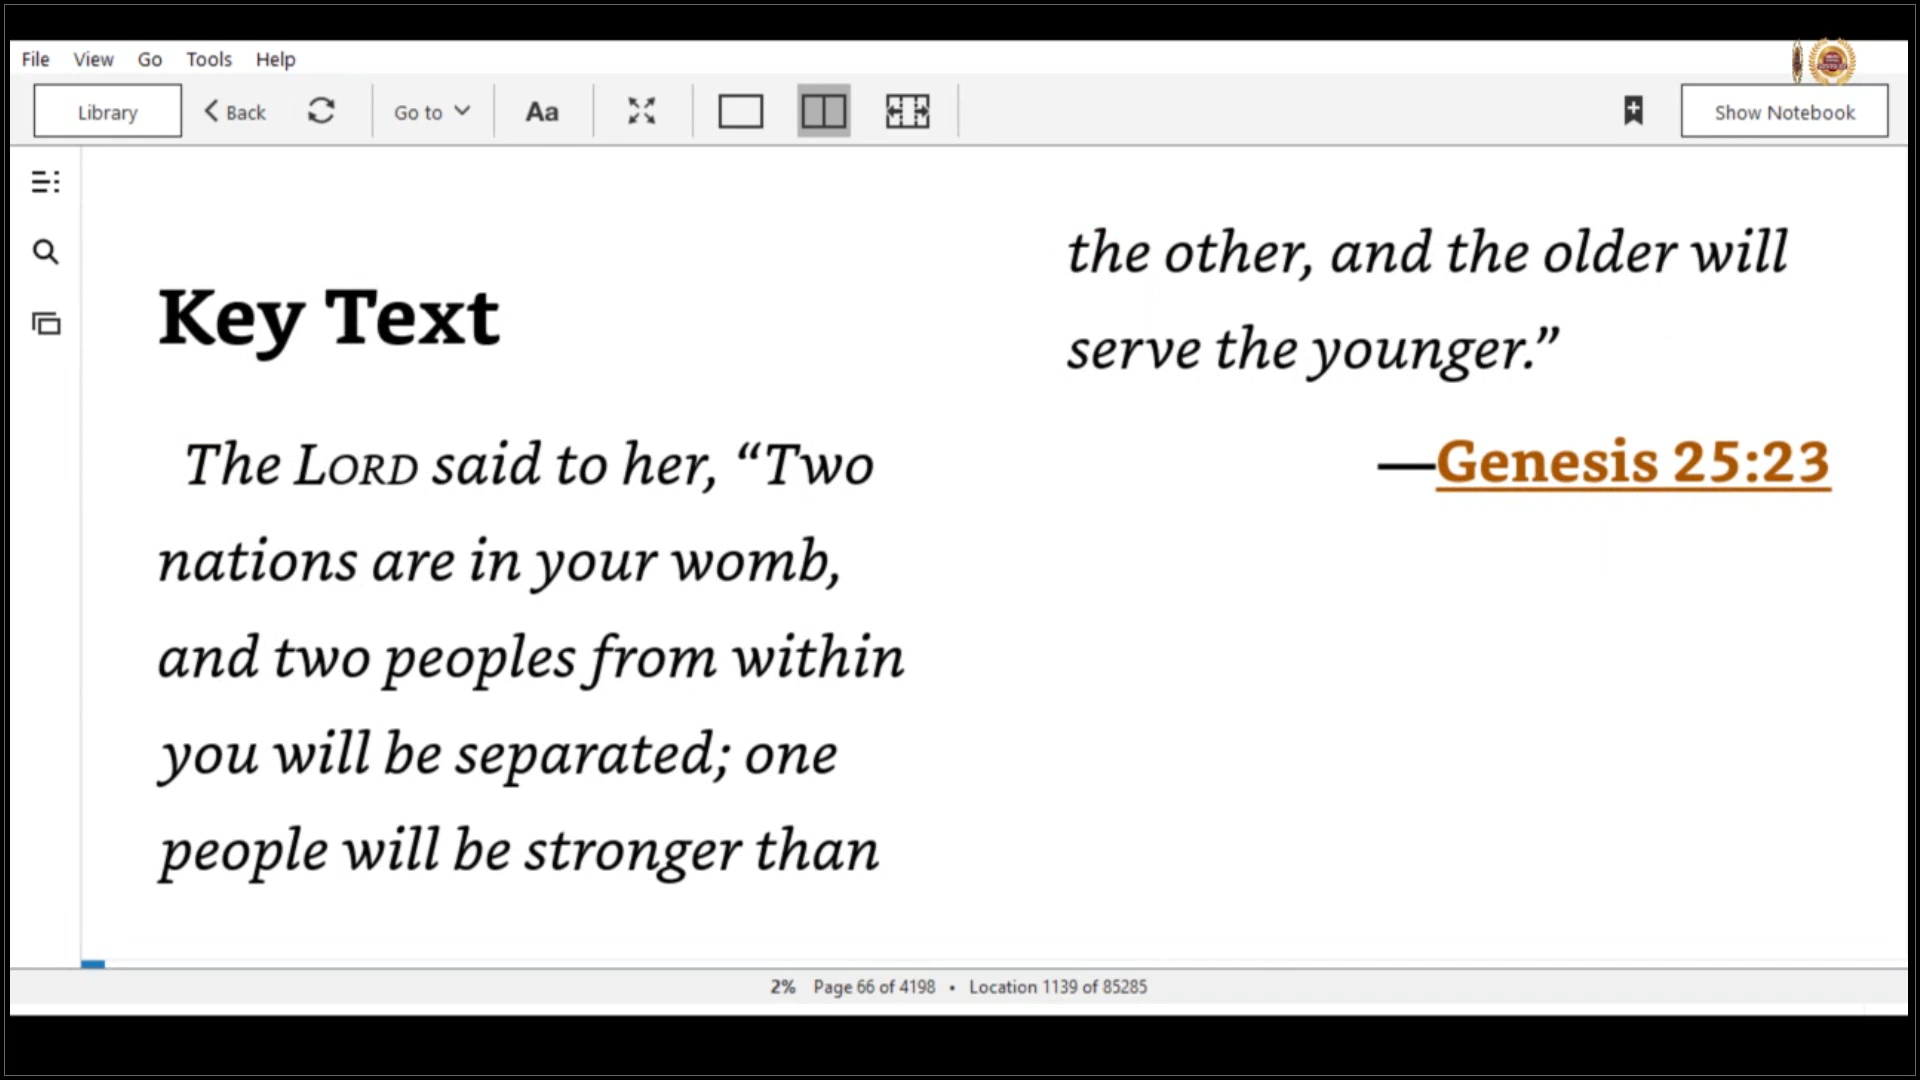 File View Go Tools Help
Library Back Go to Aa Show Notebook
Key Text
The LORD said to her, “Two
nations are in your womb,
and two peoples from within
you will be separated; one
people will be stronger than
the other, and the older will
serve the younger.”
—Genesis 25:23
2% Page 66 of 4198 • Location 1139 of 85285